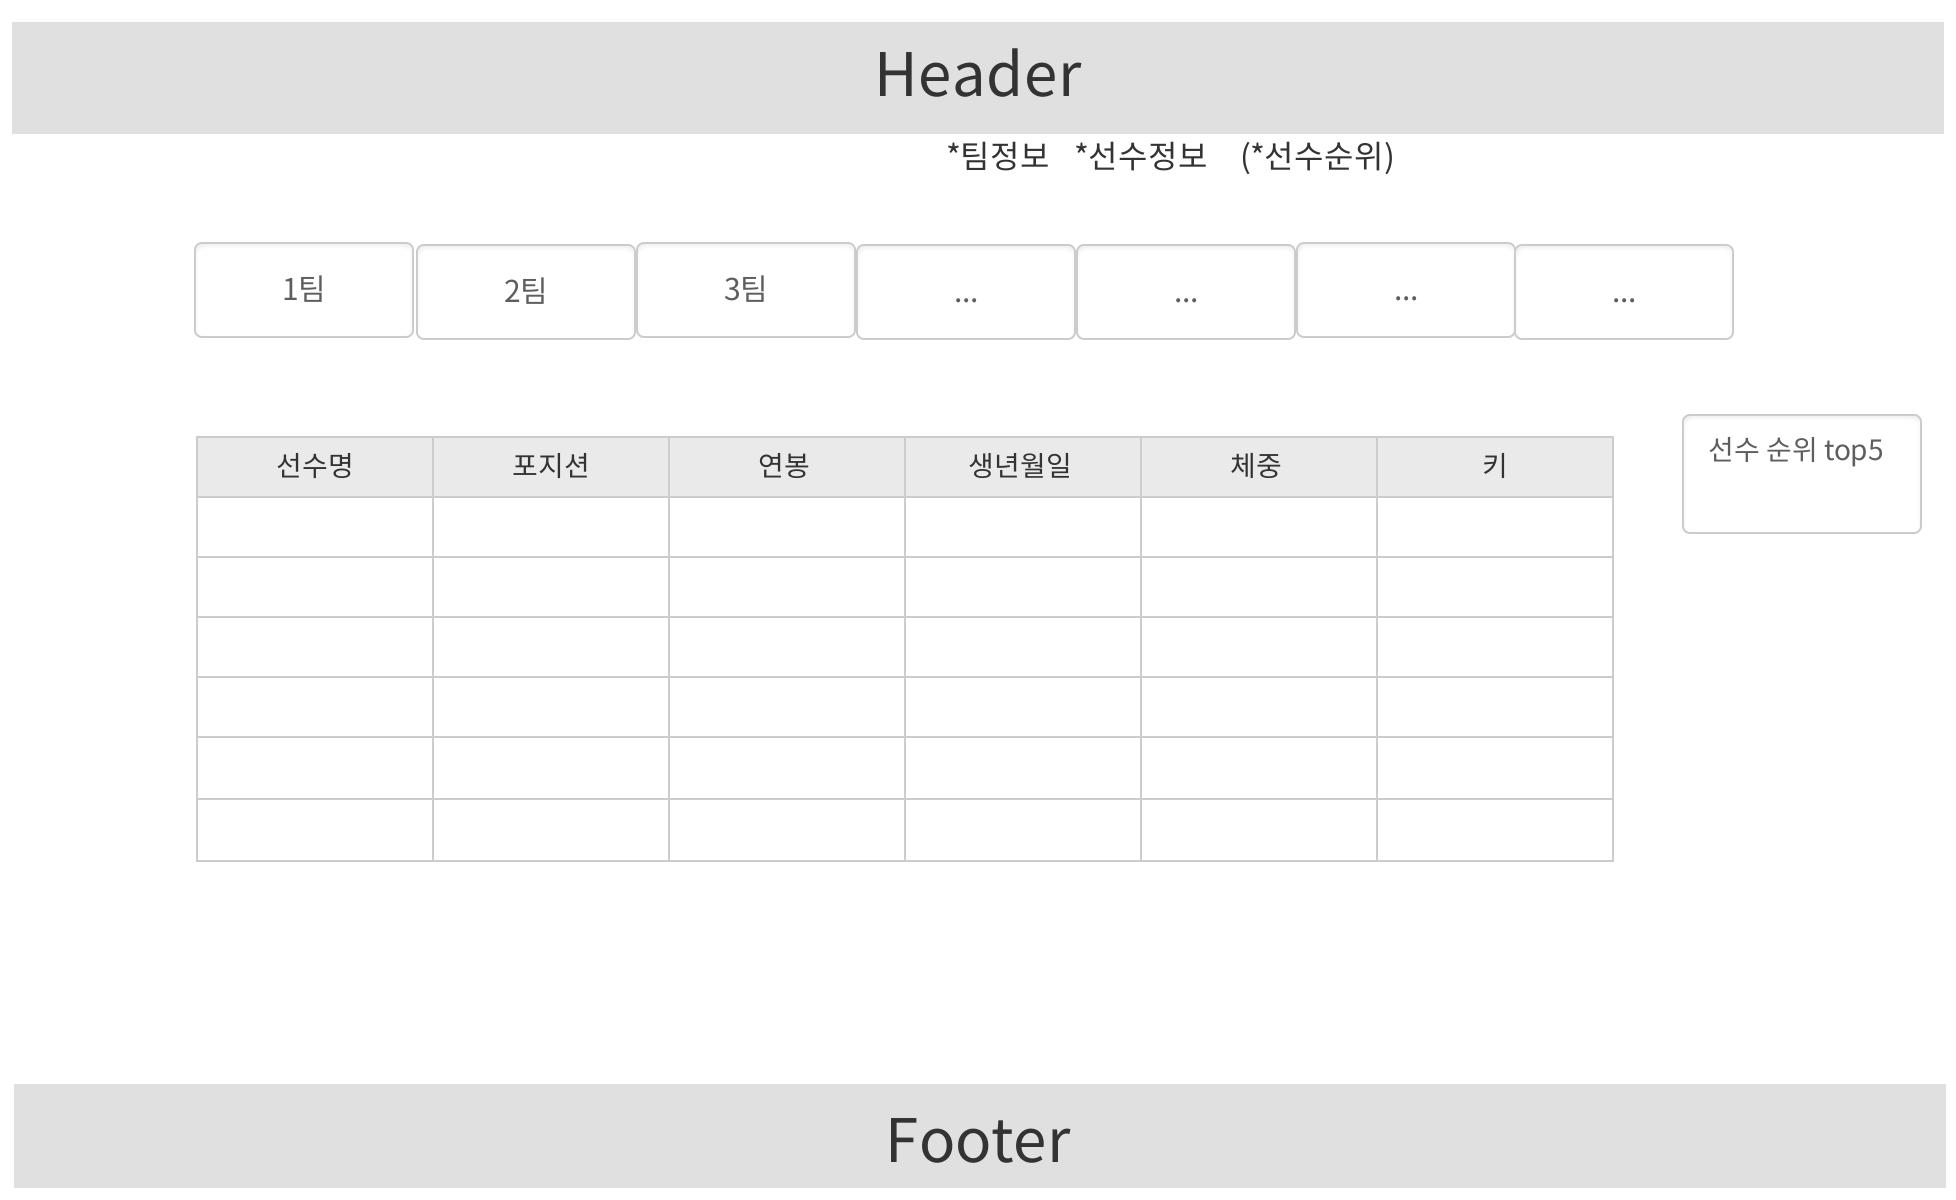 Header
*팀정보 *선수정보 (*선수순위)
1팀 2팀 3팀 ... ... ... ...
선수 순위 top5
선수명 포지션 연봉 생년월일 체중 키
Footer